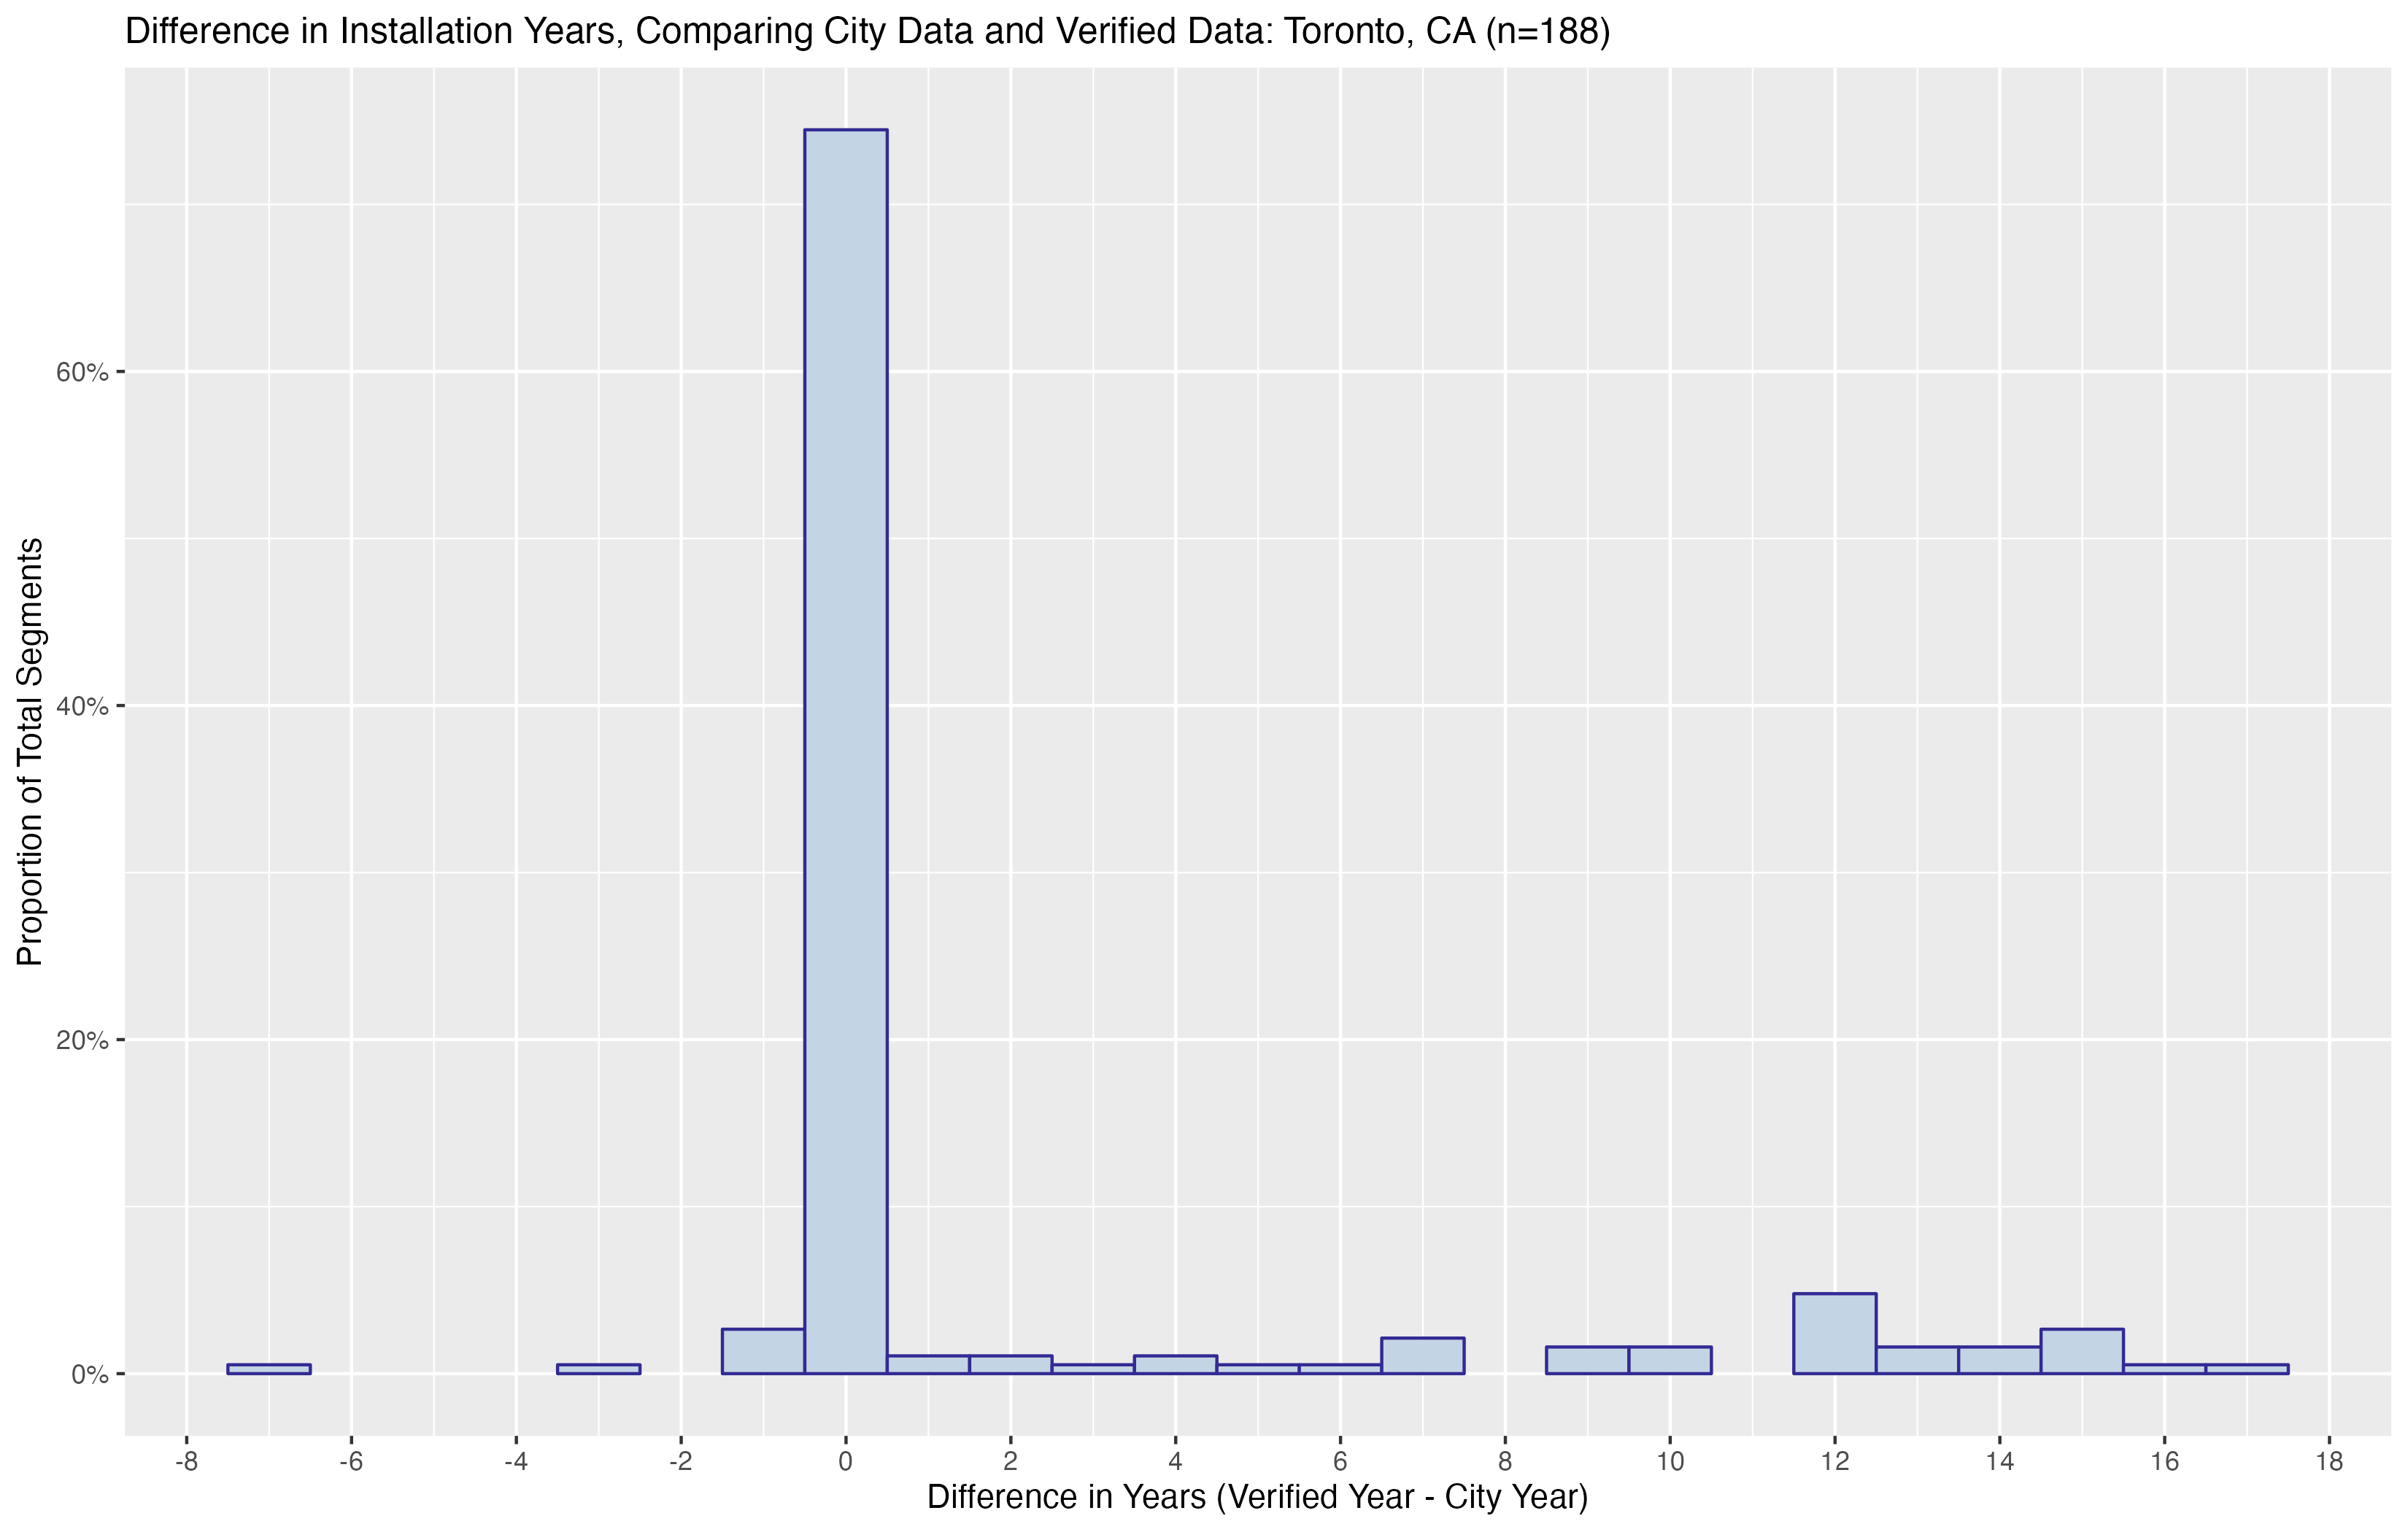 Difference in Installation Years, Comparing City Data and Verified Data: Toronto, CA (n=188)
Proportion of Total Segments
60%
40%
20%
0%
-8 -6 -4 -2 0 2 4 6 8 10 12 14 16 18
Difference in Years (Verified Year - City Year)